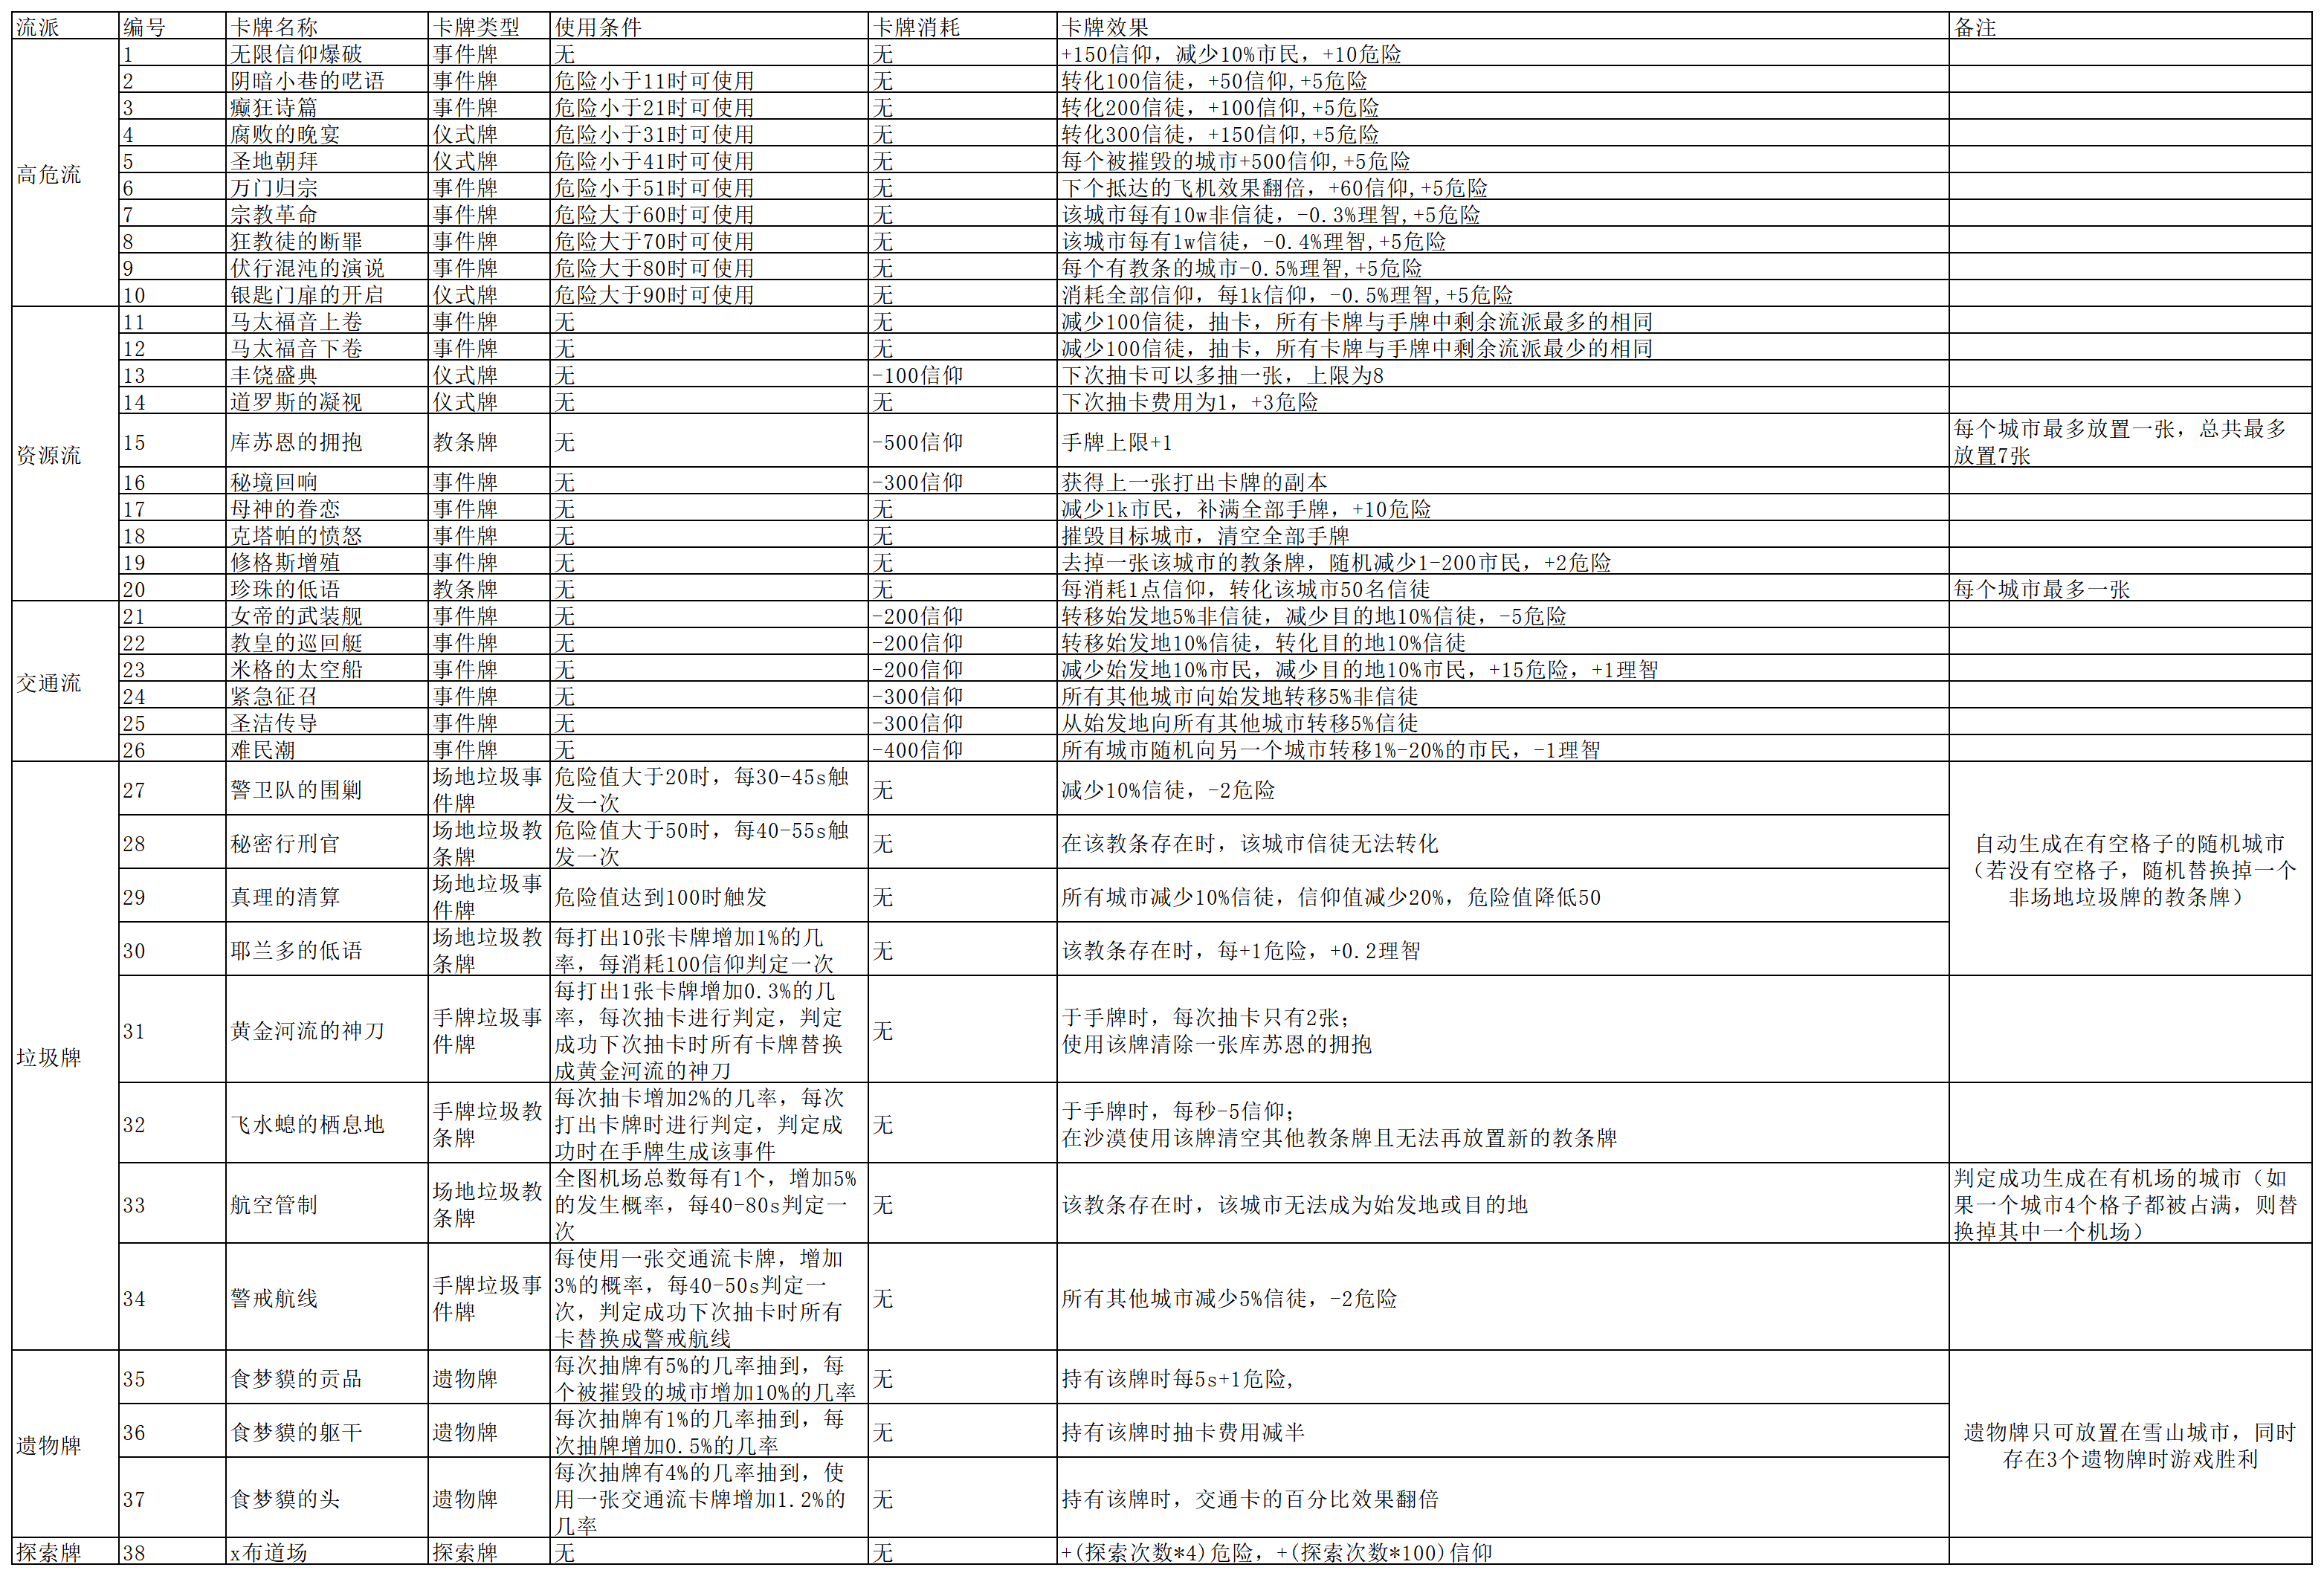 流派 编号 卡牌名称 卡牌类型 使用条件 卡牌消耗 卡牌效果 备注
高危流
1 无限信仰爆破 事件牌 无 无 +150信仰，减少10%市民，+10危险
2 阴暗小巷的呓语 事件牌 危险小于11时可使用 无 转化100信徒，+50信仰,+5危险
3 癫狂诗篇 事件牌 危险小于21时可使用 无 转化200信徒，+100信仰,+5危险
4 腐败的晚宴 仪式牌 危险小于31时可使用 无 转化300信徒，+150信仰,+5危险
5 圣地朝拜 仪式牌 危险小于41时可使用 无 每个被摧毁的城市+500信仰,+5危险
6 万门归宗 事件牌 危险小于51时可使用 无 下个抵达的飞机效果翻倍，+60信仰,+5危险
7 宗教革命 事件牌 危险大于60时可使用 无 该城市每有10w非信徒，-0.3%理智,+5危险
8 狂教徒的断罪 事件牌 危险大于70时可使用 无 该城市每有1w信徒，-0.4%理智,+5危险
9 伏行混沌的演说 事件牌 危险大于80时可使用 无 每个有教条的城市-0.5%理智,+5危险
10 银匙门扉的开启 仪式牌 危险大于90时可使用 无 消耗全部信仰，每1k信仰，-0.5%理智,+5危险
资源流
11 马太福音上卷 事件牌 无 无 减少100信徒，抽卡，所有卡牌与手牌中剩余流派最多的相同
12 马太福音下卷 事件牌 无 无 减少100信徒，抽卡，所有卡牌与手牌中剩余流派最少的相同
13 丰饶盛典 仪式牌 无 -100信仰 下次抽卡可以多抽一张，上限为8
14 道罗斯的凝视 仪式牌 无 无 下次抽卡费用为1，+3危险
15 库苏恩的拥抱 教条牌 无 -500信仰 手牌上限+1
每个城市最多放置一张，总共最多
放置7张
16 秘境回响 事件牌 无 -300信仰 获得上一张打出卡牌的副本
17 母神的眷恋 事件牌 无 无 减少1k市民，补满全部手牌，+10危险
18 克塔帕的愤怒 事件牌 无 无 摧毁目标城市，清空全部手牌
19 修格斯增殖 事件牌 无 无 去掉一张该城市的教条牌，随机减少1-200市民，+2危险
20 珍珠的低语 教条牌 无 无 每消耗1点信仰，转化该城市50名信徒 每个城市最多一张
交通流
21 女帝的武装舰 事件牌 无 -200信仰 转移始发地5%非信徒，减少目的地10%信徒，-5危险
22 教皇的巡回艇 事件牌 无 -200信仰 转移始发地10%信徒，转化目的地10%信徒
23 米格的太空船 事件牌 无 -200信仰 减少始发地10%市民，减少目的地10%市民，+15危险，+1理智
24 紧急征召 事件牌 无 -300信仰 所有其他城市向始发地转移5%非信徒
25 圣洁传导 事件牌 无 -300信仰 从始发地向所有其他城市转移5%信徒
26 难民潮 事件牌 无 -400信仰 所有城市随机向另一个城市转移1%-20%的市民，-1理智
垃圾牌
27 警卫队的围剿
场地垃圾事
件牌
危险值大于20时，每30-45s触
发一次
无 减少10%信徒，-2危险
28 秘密行刑官
场地垃圾教
条牌
危险值大于50时，每40-55s触
发一次
无 在该教条存在时，该城市信徒无法转化
自动生成在有空格子的随机城市
（若没有空格子，随机替换掉一个
非场地垃圾牌的教条牌）
29 真理的清算
场地垃圾事
件牌
危险值达到100时触发 无 所有城市减少10%信徒，信仰值减少20%，危险值降低50
30 耶兰多的低语
场地垃圾教
条牌
每打出10张卡牌增加1%的几
率，每消耗100信仰判定一次
无 该教条存在时，每+1危险，+0.2理智
31 黄金河流的神刀
手牌垃圾事
件牌
每打出1张卡牌增加0.3%的几
率，每次抽卡进行判定，判定
成功下次抽卡时所有卡牌替换
成黄金河流的神刀
无
于手牌时，每次抽卡只有2张；
使用该牌清除一张库苏恩的拥抱
32 飞水螅的栖息地
手牌垃圾教
条牌
每次抽卡增加2%的几率，每次
打出卡牌时进行判定，判定成
功时在手牌生成该事件
无
于手牌时，每秒-5信仰；
在沙漠使用该牌清空其他教条牌且无法再放置新的教条牌
33 航空管制
场地垃圾教
条牌
全图机场总数每有1个，增加5%
的发生概率，每40-80s判定一
次
无 该教条存在时，该城市无法成为始发地或目的地
判定成功生成在有机场的城市（如
果一个城市4个格子都被占满，则替
换掉其中一个机场）
34 警戒航线
手牌垃圾事
件牌
每使用一张交通流卡牌，增加
3%的概率，每40-50s判定一
次，判定成功下次抽卡时所有
卡替换成警戒航线
无 所有其他城市减少5%信徒，-2危险
遗物牌
35 食梦貘的贡品 遗物牌
每次抽牌有5%的几率抽到，每
个被摧毁的城市增加10%的几率
无 持有该牌时每5s+1危险,
36 食梦貘的躯干 遗物牌
每次抽牌有1%的几率抽到，每
次抽牌增加0.5%的几率
无 持有该牌时抽卡费用减半
遗物牌只可放置在雪山城市，同时
存在3个遗物牌时游戏胜利
37 食梦貘的头 遗物牌
每次抽牌有4%的几率抽到，使
用一张交通流卡牌增加1.2%的
几率
无 持有该牌时，交通卡的百分比效果翻倍
探索牌 38 x布道场 探索牌 无 无 +(探索次数*4)危险，+(探索次数*100)信仰